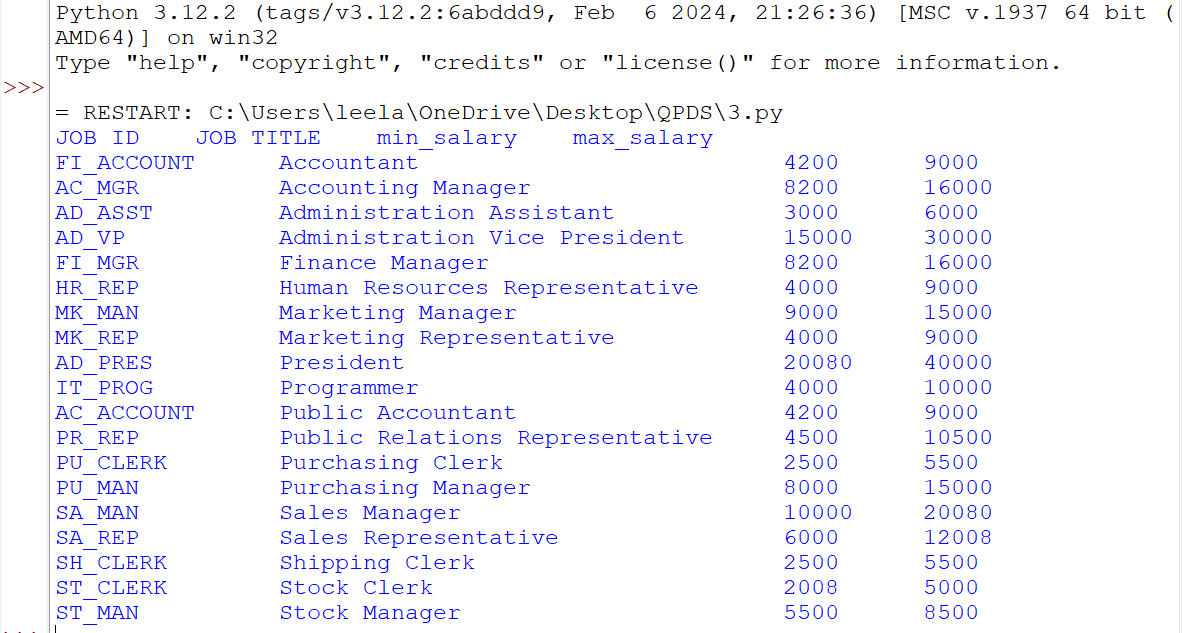 Python 3.12.2 (tags/v3.12.2:6abddd9, Feb  6 2024, 21:26:36) [MSC v.1937 64 bit (
AMD64)] on win32
Type "help", "copyright", "credits" or "license()" for more information.
>>>
= RESTART: C:\Users\leela\OneDrive\Desktop\QPDS\3.py
JOB ID    JOB TITLE    min_salary    max_salary
FI_ACCOUNT      Accountant                          4200      9000
AC_MGR          Accounting Manager                  8200      16000
AD_ASST         Administration Assistant            3000      6000
AD_VP           Administration Vice President       15000     30000
FI_MGR          Finance Manager                     8200      16000
HR_REP          Human Resources Representative      4000      9000
MK_MAN          Marketing Manager                   9000      15000
MK_REP          Marketing Representative            4000      9000
AD_PRES         President                           20080     40000
IT_PROG         Programmer                          4000      10000
AC_ACCOUNT      Public Accountant                   4200      9000
PR_REP          Public Relations Representative     4500      10500
PU_CLERK        Purchasing Clerk                    2500      5500
PU_MAN          Purchasing Manager                  8000      15000
SA_MAN          Sales Manager                       10000     20080
SA_REP          Sales Representative                6000      12008
SH_CLERK        Shipping Clerk                      2500      5500
ST_CLERK        Stock Clerk                         2008      5000
ST_MAN          Stock Manager                       5500      8500